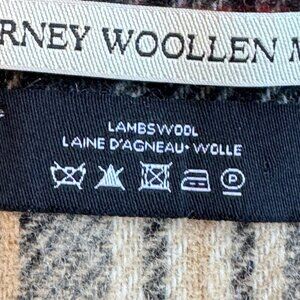 RNEY WOOLLEN M
LAMBSWOOL
LAINE D'AGNEAU • WOLLE
P